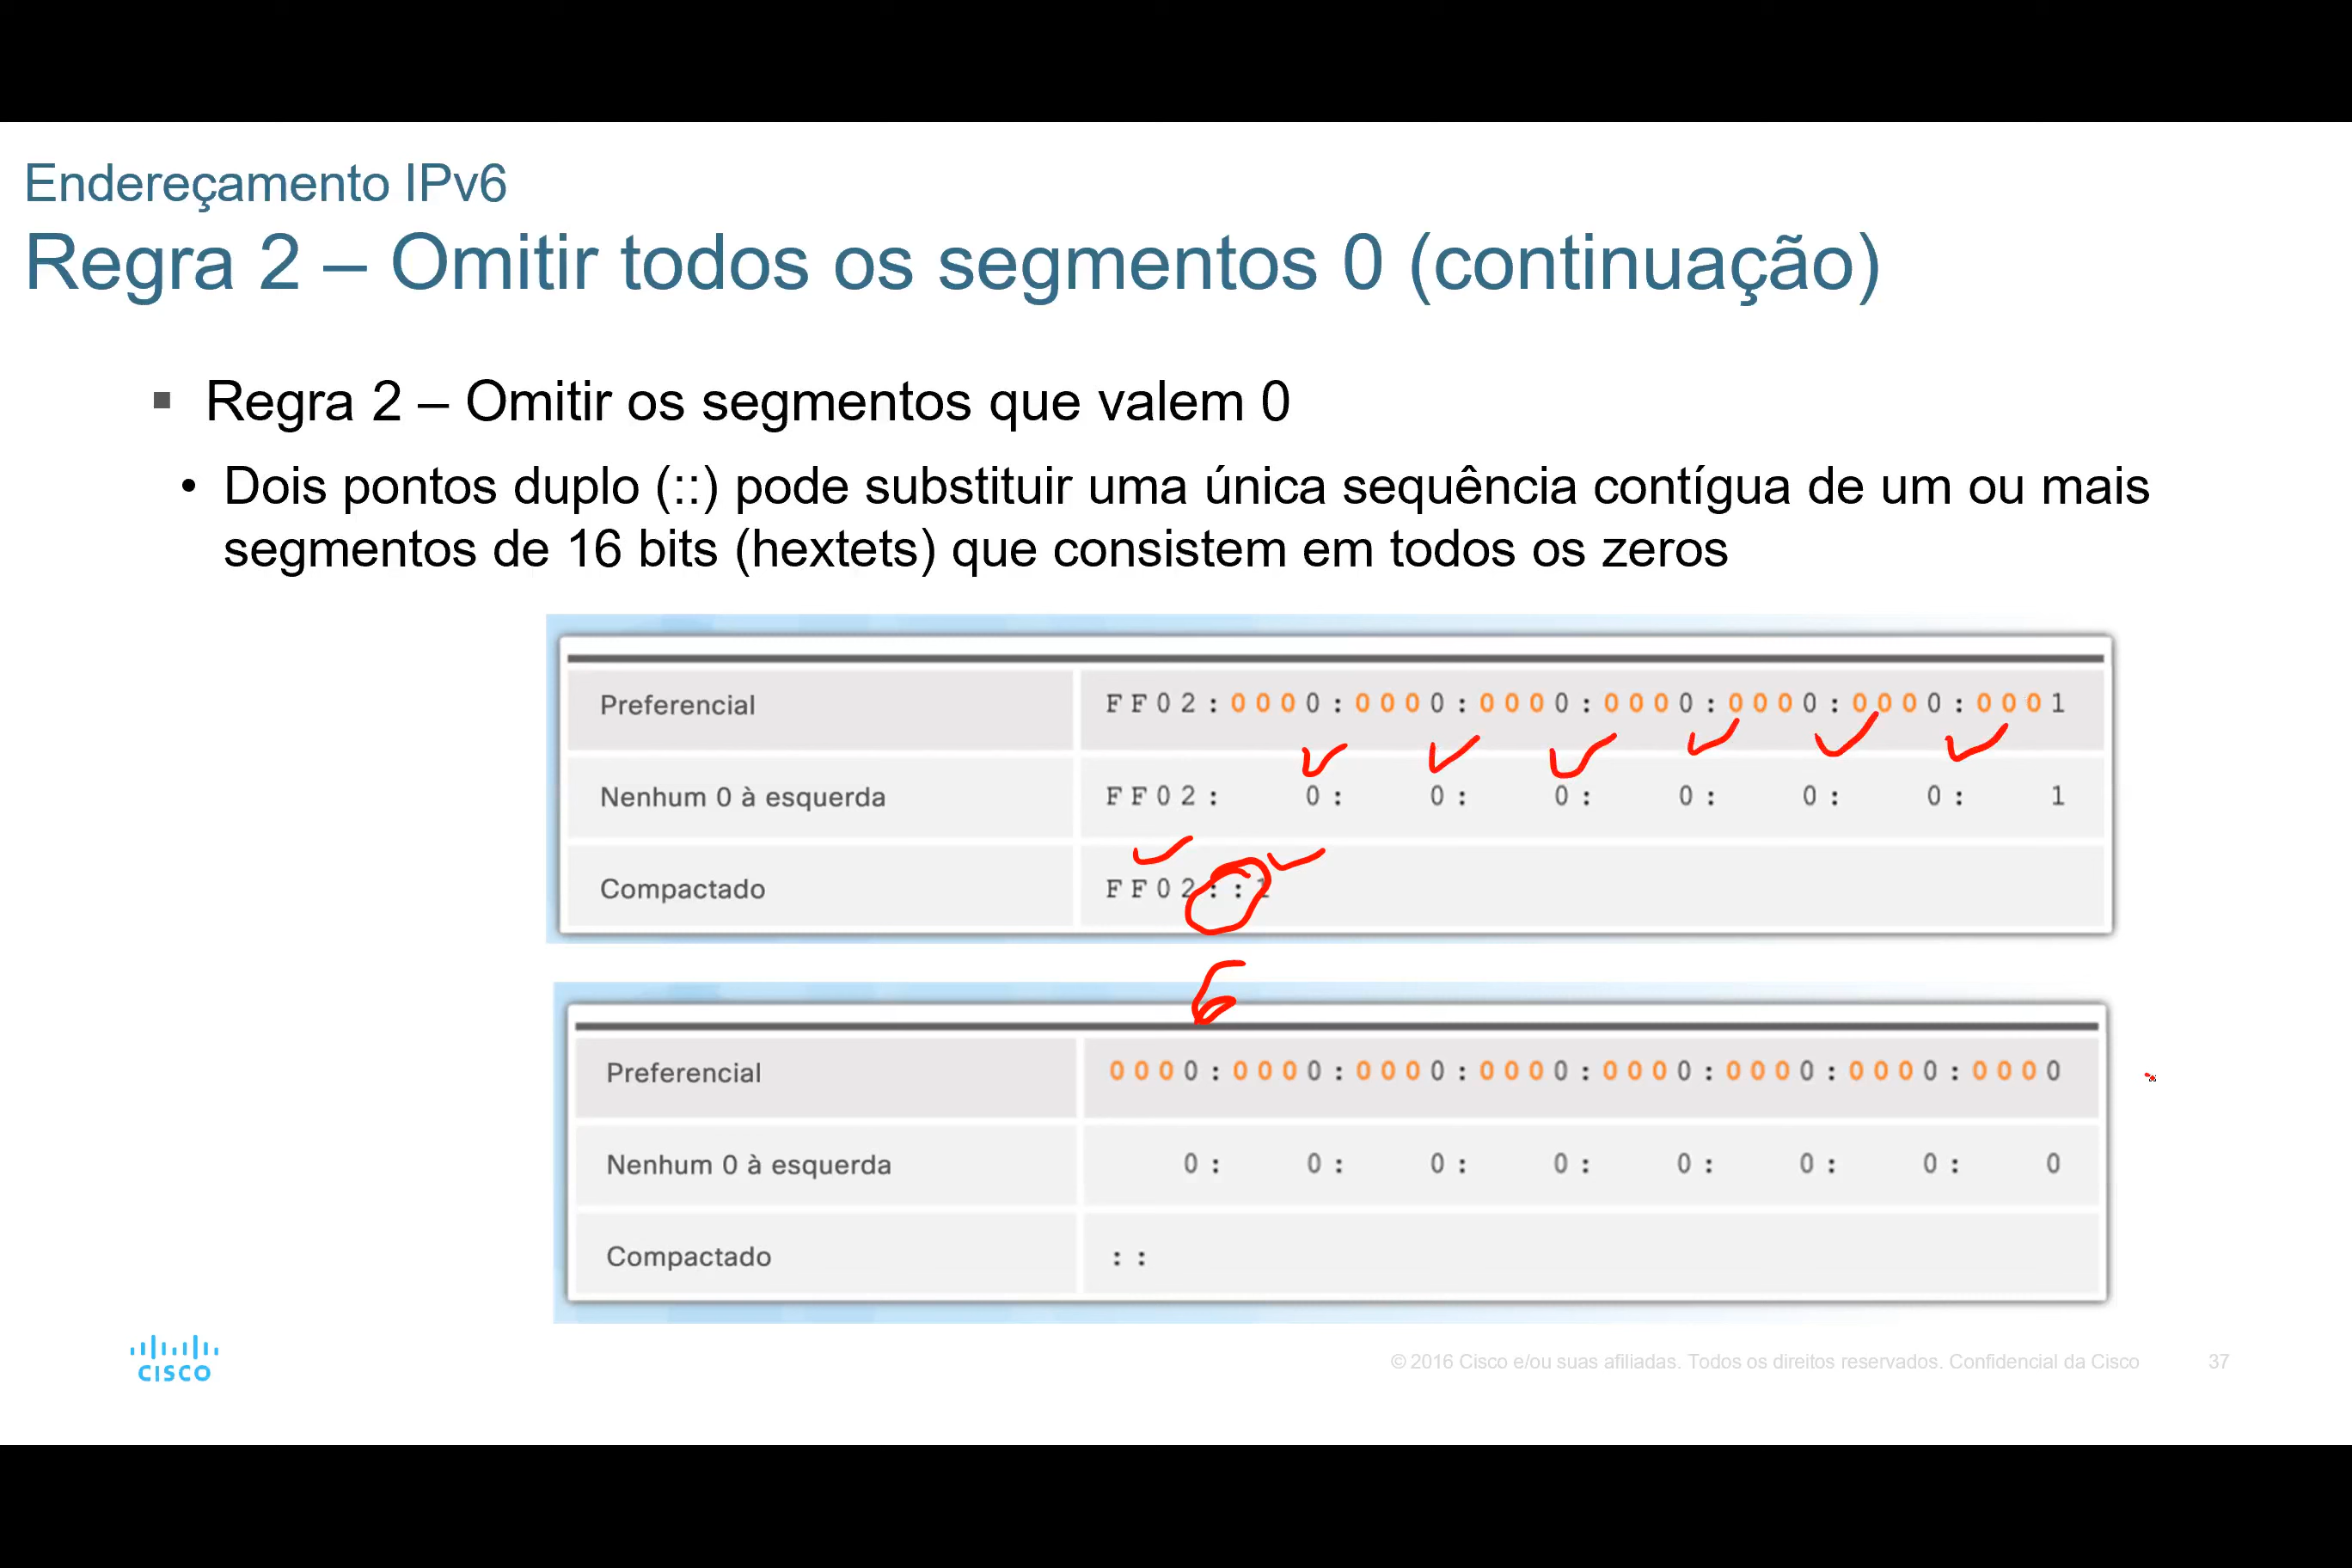 Endereçamento IPv6
Regra 2 – Omitir todos os segmentos 0 (continuação)
▪ Regra 2 – Omitir os segmentos que valem 0
• Dois pontos duplo (::) pode substituir uma única sequência contígua de um ou mais
segmentos de 16 bits (hextets) que consistem em todos os zeros
Preferencial FF02:0000:0000:0000:0000:0000:0000:0001
Nenhum 0 à esquerda FF02: 0: 0: 0: 0: 0: 0: 1
Compactado FF02::1
6
Preferencial 0000:0000:0000:0000:0000:0000:0000:0000
Nenhum 0 à esquerda 0: 0: 0: 0: 0: 0: 0: 0
Compactado ::
CISCO
© 2016 Cisco e/ou suas afiliadas. Todos os direitos reservados. Confidencial da Cisco 37